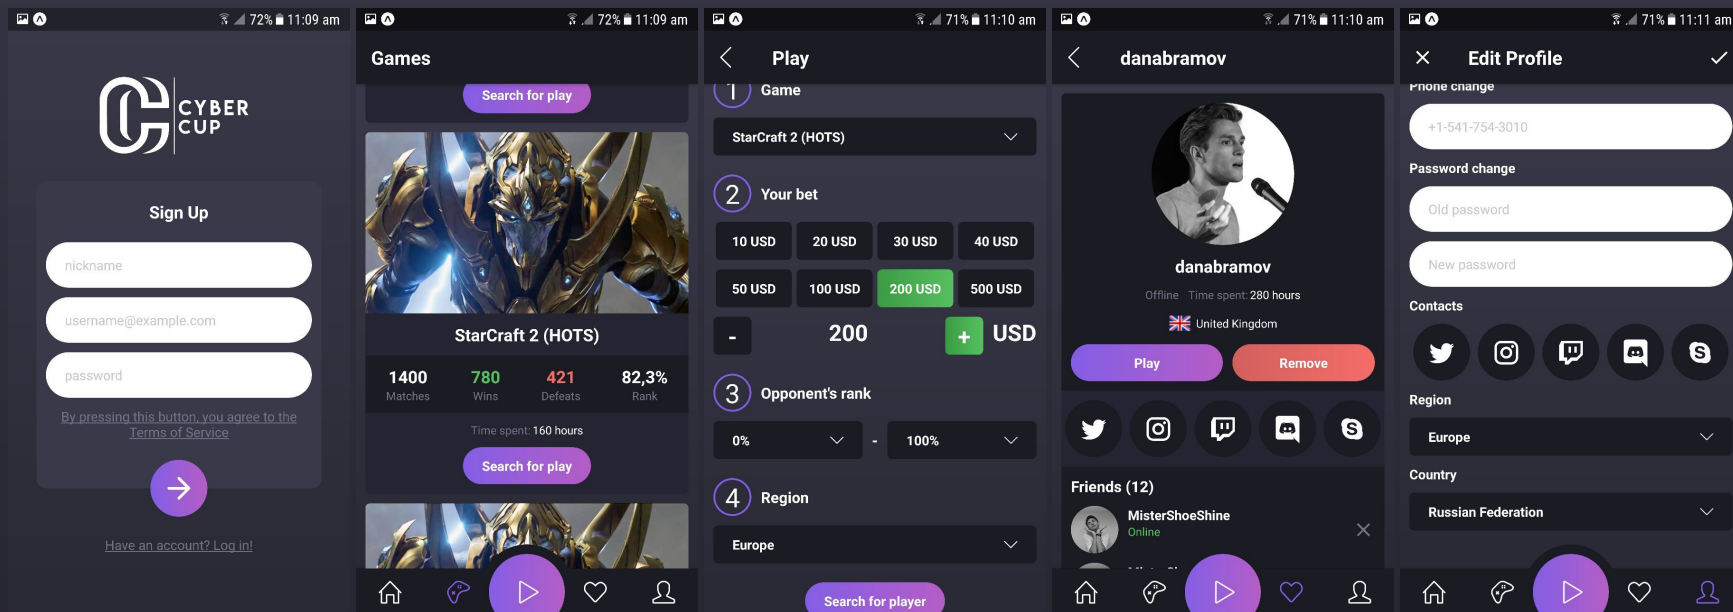 72% 11:09 am
CYBER
CUP
Sign Up
nickname
username@example.com
password
By pressing this button, you agree to the
Terms of Service
Have an account? Log in!
72% 11:09 am
Games
Search for play
StarCraft 2 (HOTS)
1400 780 421 82,3%
Matches Wins Defeats Rank
Time spent: 160 hours
Search for play
71% 11:10 am
Play
1 Game
StarCraft 2 (HOTS)
2 Your bet
10 USD 20 USD 30 USD 40 USD
50 USD 100 USD 200 USD 500 USD
- 200 + USD
3 Opponent's rank
0% - 100%
4 Region
Europe
Search for player
71% 11:10 am
danabramov
danabramov
Offline Time spent: 280 hours
United Kingdom
Play Remove
Friends (12)
MisterShoeShine
Online
71% 11:11 am
Edit Profile
Phone change
+1-541-754-3010
Password change
Old password
New password
Contacts
Region
Europe
Country
Russian Federation